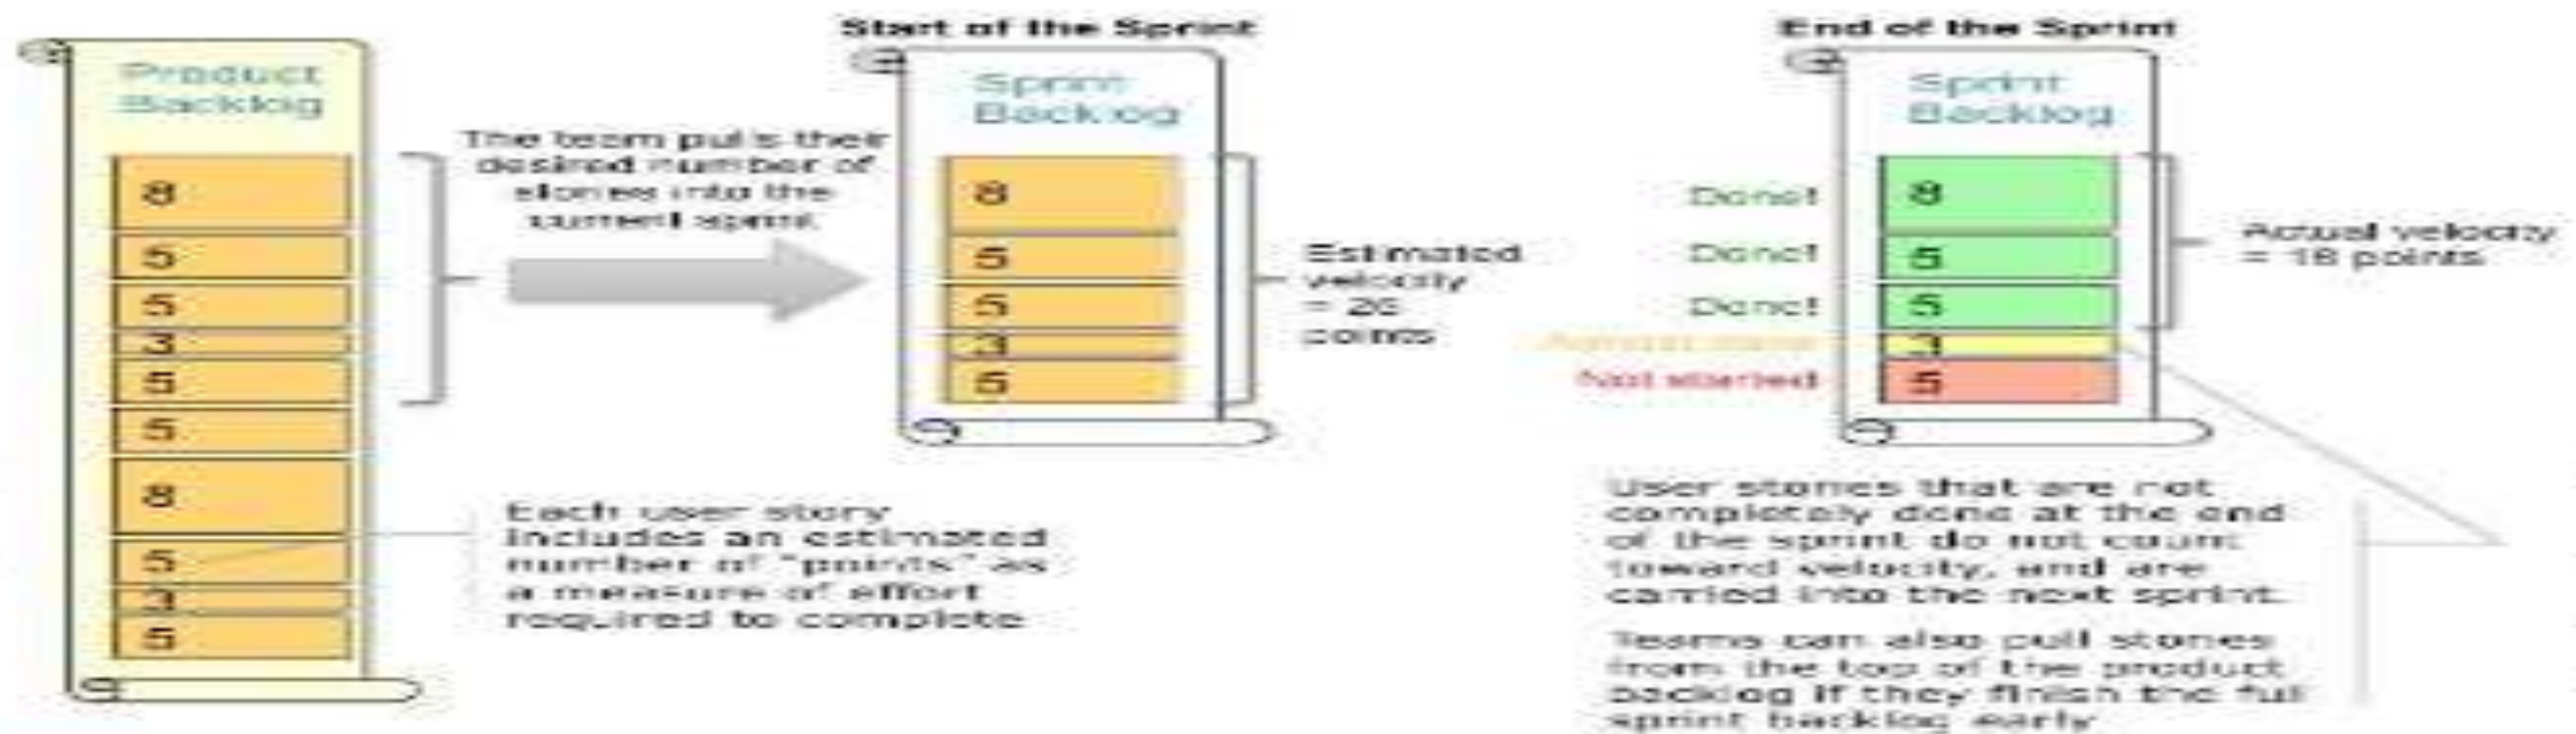 Product
Backlog
8
5
5
3
5
5
8
5
3
5
The team pulls their
desired number of
stories into the
current sprint.
Each user story
includes an estimated
number of "points" as
a measure of effort
required to complete
Start of the Sprint
Sprint
Backlog
8
5
5
3
5
Estimated
velocity
= 26
points
End of the Sprint
Sprint
Backlog
Done!
8
Done!
5
Done!
5
Almost done
3
Not started
5
Actual velocity
= 18 points
User stories that are not
completely done at the end
of the sprint do not count
toward velocity, and are
carried into the next sprint.
Teams can also pull stories
from the top of the product
backlog if they finish the full
sprint backlog early